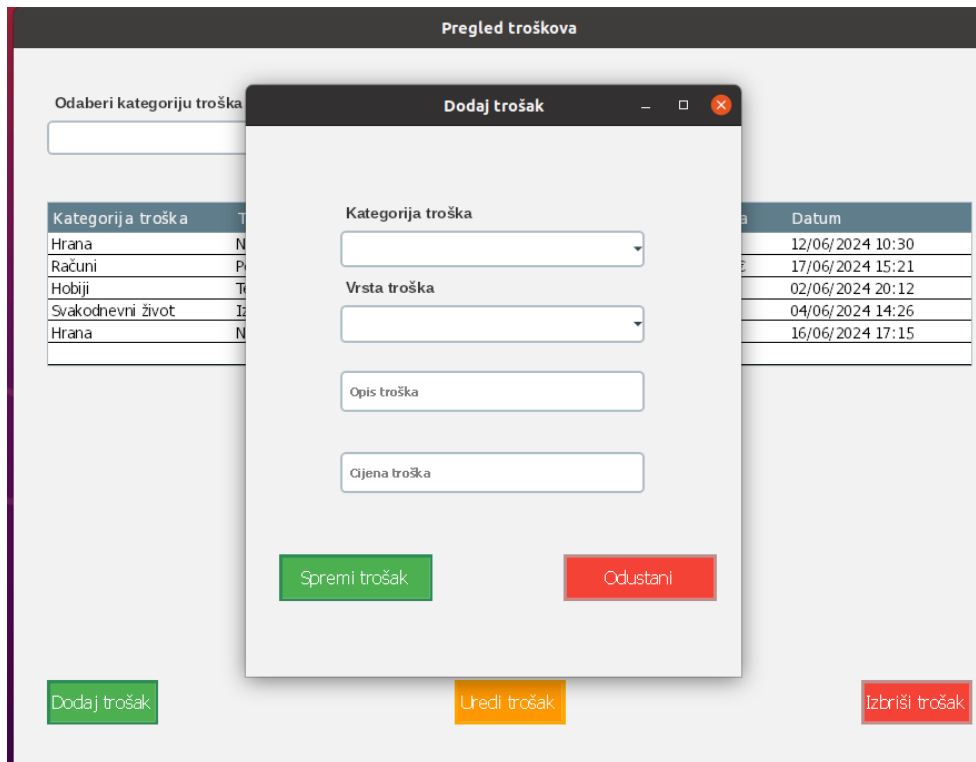 Pregled troškova
Odaberi kategoriju troška
Dodaj trošak
Kategorija troška Datum
Hrana 12/06/2024 10:30
Računi € 17/06/2024 15:21
Hobiji 02/06/2024 20:12
Svakodnevni život 04/06/2024 14:26
Hrana 16/06/2024 17:15
Kategorija troška
Vrsta troška
Opis troška
Cijena troška
Spremi trošak Odustani
Dodaj trošak Uredi trošak Izbriši trošak